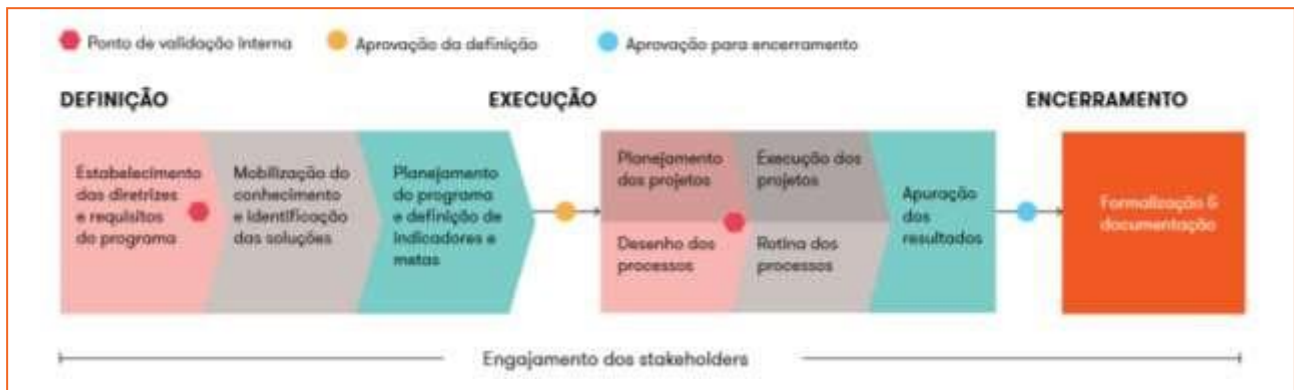 Ponto de validação interna
Aprovação da definição
Aprovação para encerramento
DEFINIÇÃO
EXECUÇÃO
ENCERRAMENTO
Estabelecimento
das diretrizes
e requisitos
do programa
Mobilização do
conhecimento
e identificação
das soluções
Planejamento
do programa
e definição de
indicadores e
metas
Planejamento
dos projetos
Execução dos
projetos
Desenho dos
processos
Rotina dos
processos
Apuração
dos
resultados
Formalização &
documentação
Engajamento dos stakeholders